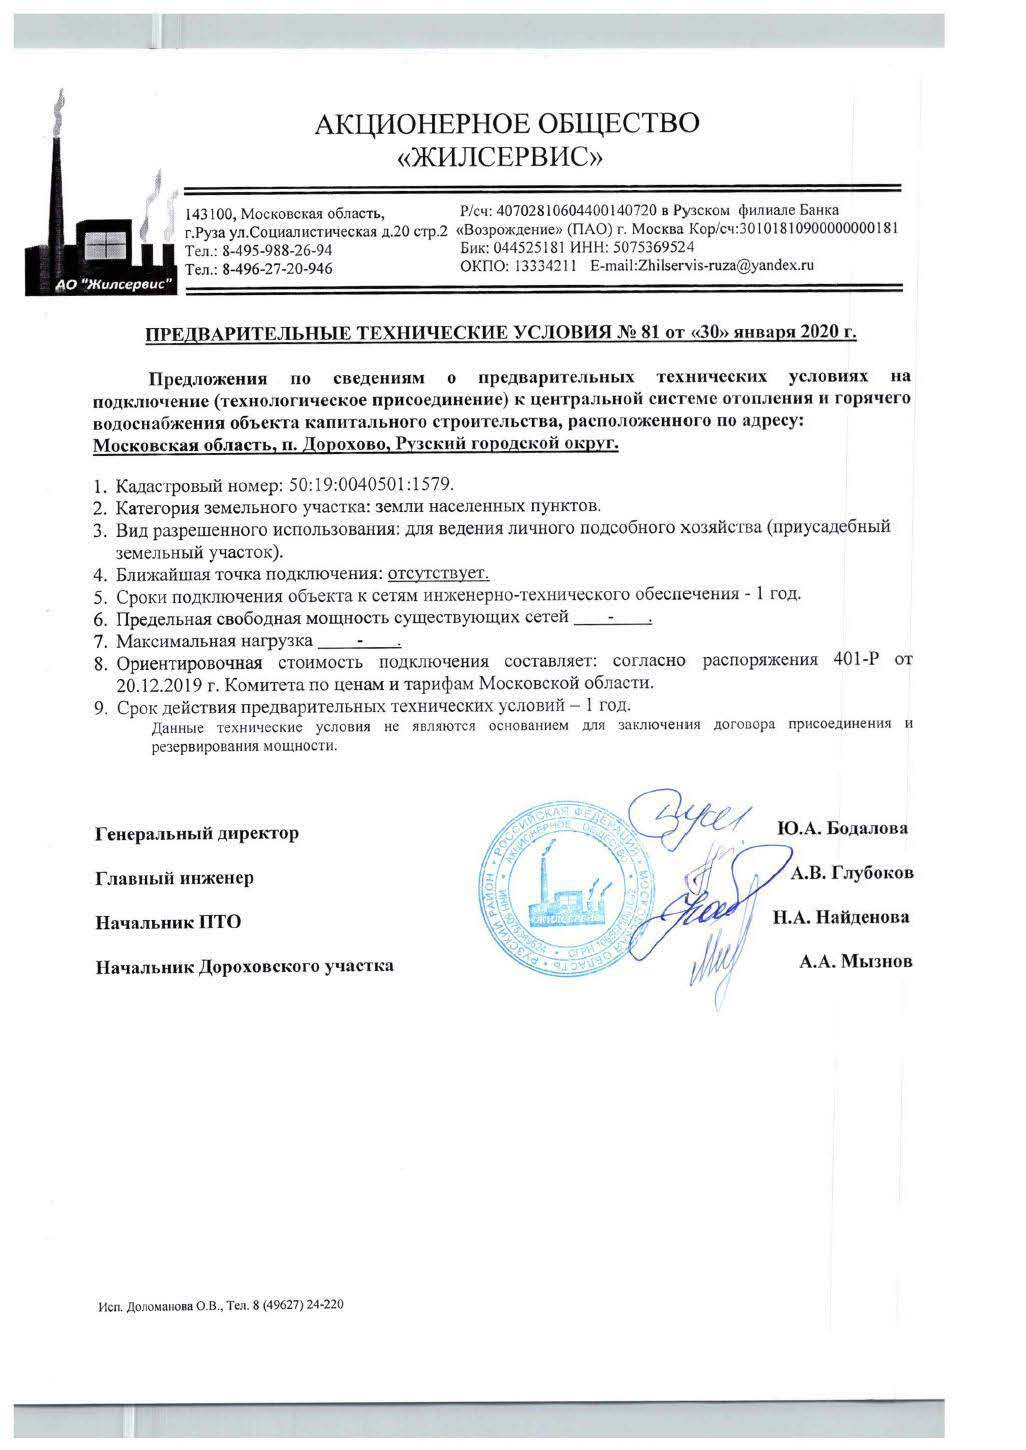 АКЦИОНЕРНОЕ ОБЩЕСТВО
«ЖИЛСЕРВИС»
АО "Жилсервис"
143100, Московская область,
г.Руза ул.Социалистическая д.20 стр.2
Тел.: 8-495-988-26-94
Тел.: 8-496-27-20-946
Р/сч: 40702810604400140720 в Рузском филиале Банка
«Возрождение» (ПАО) г. Москва Кор/сч:30101810900000000181
Бик: 044525181 ИНН: 5075369524
ОКПО: 13334211 E-mail:Zhilservis-ruza@yandex.ru
ПРЕДВАРИТЕЛЬНЫЕ ТЕХНИЧЕСКИЕ УСЛОВИЯ № 81 от «30» января 2020 г.
Предложения по сведениям о предварительных технических условиях на
подключение (технологическое присоединение) к центральной системе отопления и горячего
водоснабжения объекта капитального строительства, расположенного по адресу:
Московская область, п. Дорохово, Рузский городской округ.
1. Кадастровый номер: 50:19:0040501:1579.
2. Категория земельного участка: земли населенных пунктов.
3. Вид разрешенного использования: для ведения личного подсобного хозяйства (приусадебный
земельный участок).
4. Ближайшая точка подключения: отсутствует.
5. Сроки подключения объекта к сетям инженерно-технического обеспечения - 1 год.
6. Предельная свободная мощность существующих сетей ____-____.
7. Максимальная нагрузка ____-____.
8. Ориентировочная стоимость подключения составляет: согласно распоряжения 401-Р от
20.12.2019 г. Комитета по ценам и тарифам Московской области.
9. Срок действия предварительных технических условий – 1 год.
Данные технические условия не являются основанием для заключения договора присоединения и
резервирования мощности.
Генеральный директор Ю.А. Бодалова
Главный инженер А.В. Глубоков
Начальник ПТО Н.А. Найденова
Начальник Дороховского участка А.А. Мызнов
РОССИЙСКАЯ ФЕДЕРАЦИЯ • МОСКОВСКАЯ ОБЛАСТЬ • РУЗСКИЙ РАЙОН
АКЦИОНЕРНОЕ ОБЩЕСТВО
«ЖИЛСЕРВИС»
Исп. Доломанова О.В., Тел. 8 (49627) 24-220